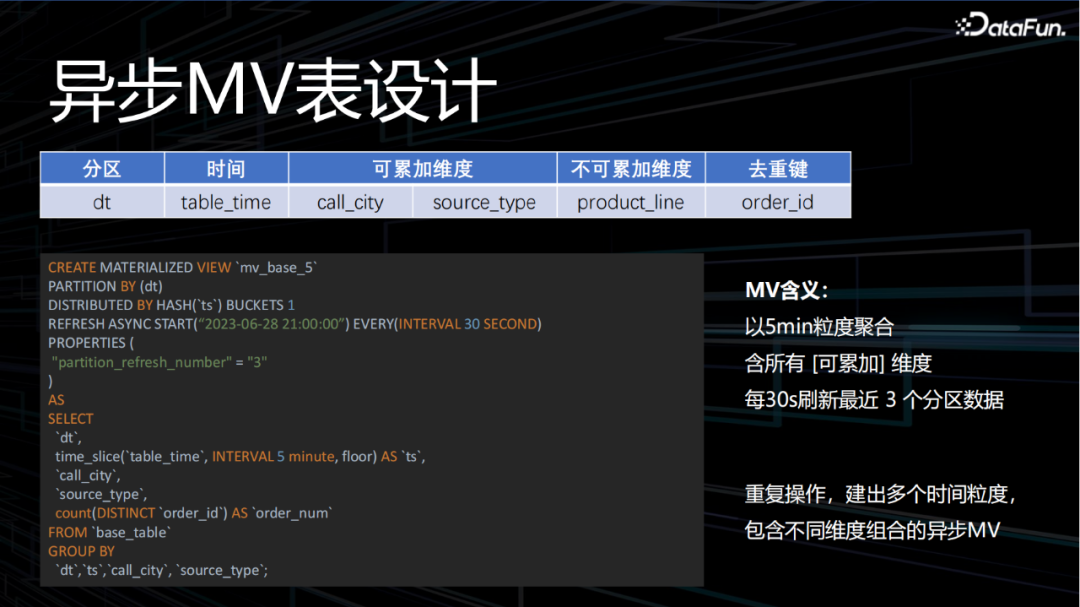 DataFun.
异步MV表设计
分区 时间 可累加维度 不可累加维度 去重键
dt table_time call_city source_type product_line order_id
CREATE MATERIALIZED VIEW `mv_base_5`
PARTITION BY (dt)
DISTRIBUTED BY HASH(`ts`) BUCKETS 1
REFRESH ASYNC START(“2023-06-28 21:00:00”) EVERY(INTERVAL 30 SECOND)
PROPERTIES (
"partition_refresh_number" = "3"
)
AS
SELECT
`dt`,
time_slice(`table_time`, INTERVAL 5 minute, floor) AS `ts`,
`call_city`,
`source_type`,
count(DISTINCT `order_id`) AS `order_num`
FROM `base_table`
GROUP BY
`dt`,`ts`,`call_city`, `source_type`;
MV含义：
以5min粒度聚合
含所有 [可累加] 维度
每30s刷新最近 3 个分区数据
重复操作，建出多个时间粒度，
包含不同维度组合的异步MV